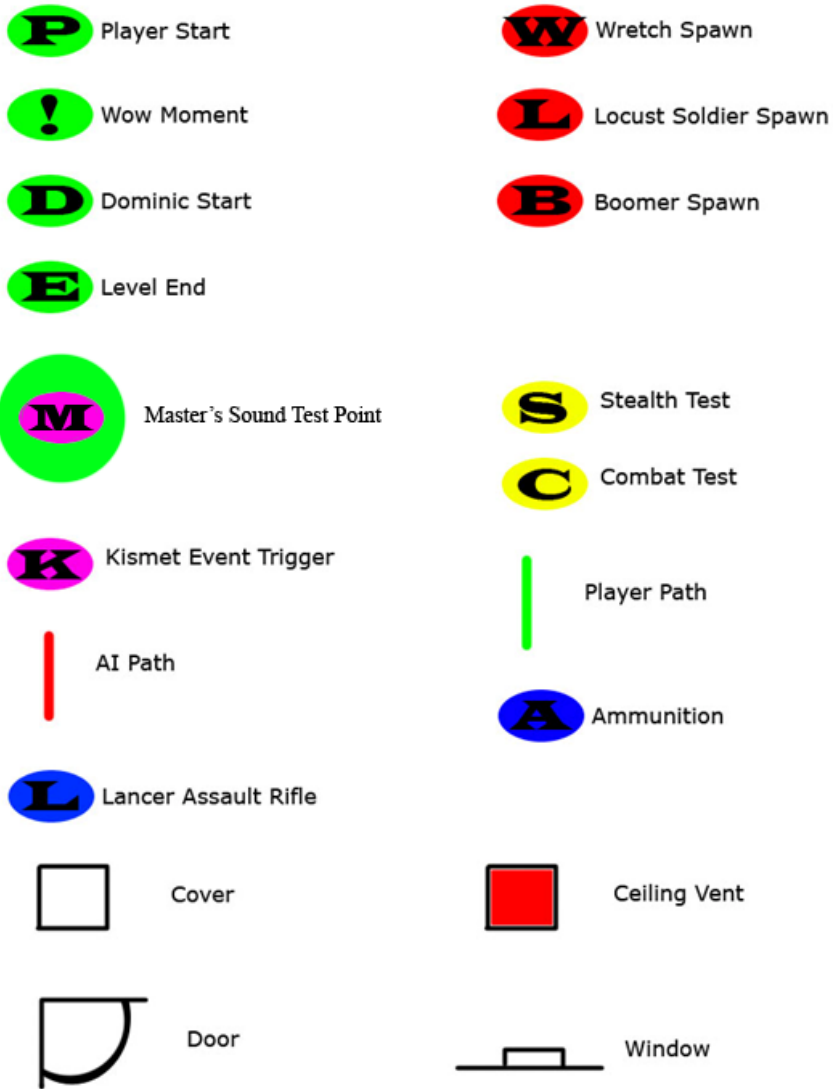 P Player Start
W Wretch Spawn
! Wow Moment
L Locust Soldier Spawn
D Dominic Start
B Boomer Spawn
E Level End
M Master’s Sound Test Point
S Stealth Test
C Combat Test
K Kismet Event Trigger
Player Path
AI Path
A Ammunition
L Lancer Assault Rifle
Cover
Ceiling Vent
Door
Window